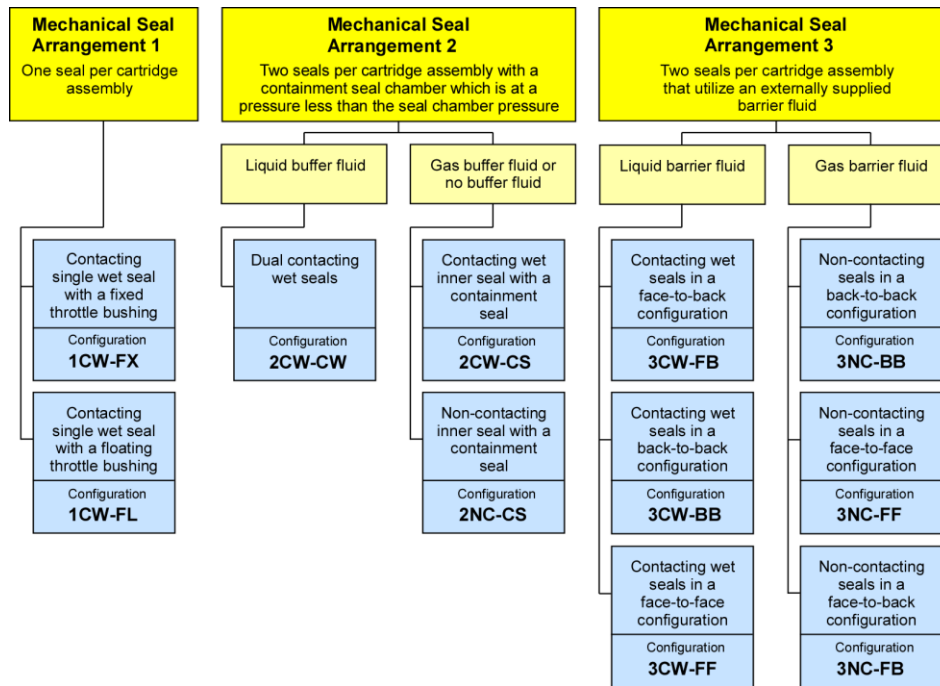 Mechanical Seal
Arrangement 1
One seal per cartridge
assembly
Mechanical Seal
Arrangement 2
Two seals per cartridge assembly with a
containment seal chamber which is at a
pressure less than the seal chamber pressure
Mechanical Seal
Arrangement 3
Two seals per cartridge assembly
that utilize an externally supplied
barrier fluid
Liquid buffer fluid
Gas buffer fluid or
no buffer fluid
Liquid barrier fluid
Gas barrier fluid
Contacting
single wet seal
with a fixed
throttle bushing
Configuration
1CW-FX
Dual contacting
wet seals
Configuration
2CW-CW
Contacting wet
inner seal with a
containment
seal
Configuration
2CW-CS
Contacting wet
seals in a
face-to-back
configuration
Configuration
3CW-FB
Non-contacting
seals in a
back-to-back
configuration
Configuration
3NC-BB
Contacting
single wet seal
with a floating
throttle bushing
Configuration
1CW-FL
Non-contacting
inner seal with a
containment
seal
Configuration
2NC-CS
Contacting wet
seals in a
back-to-back
configuration
Configuration
3CW-BB
Non-contacting
seals in a
face-to-face
configuration
Configuration
3NC-FF
Contacting wet
seals in a
face-to-face
configuration
Configuration
3CW-FF
Non-contacting
seals in a
face-to-back
configuration
Configuration
3NC-FB